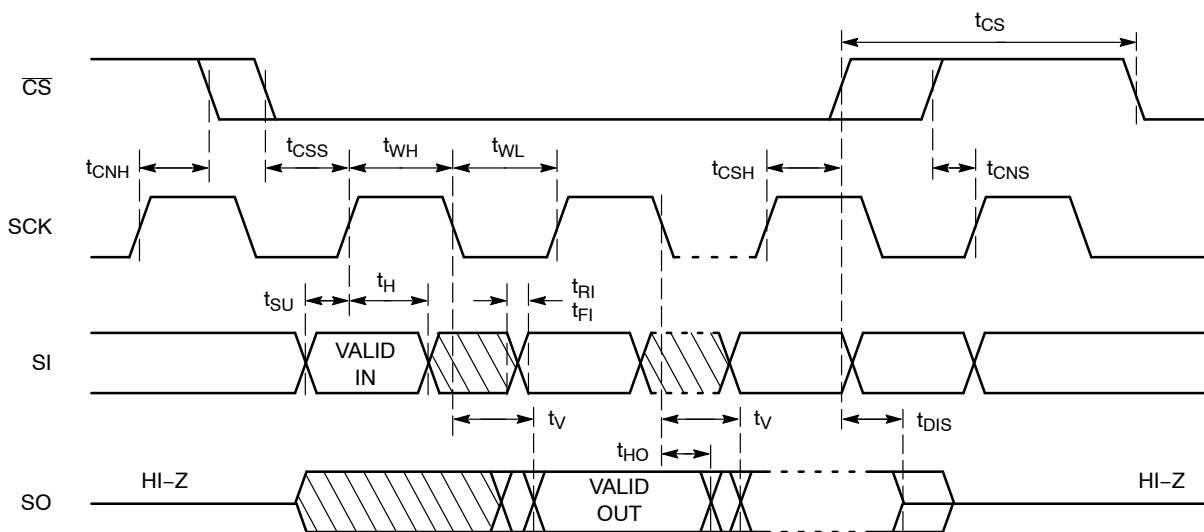 tCS
CS
tCNH
tCSS
tWH
tWL
tCSH
tCNS
SCK
tSU
tH
tRI
tFI
SI
VALID
IN
tV
tV
tDIS
tHO
HI–Z
VALID
OUT
HI–Z
SO